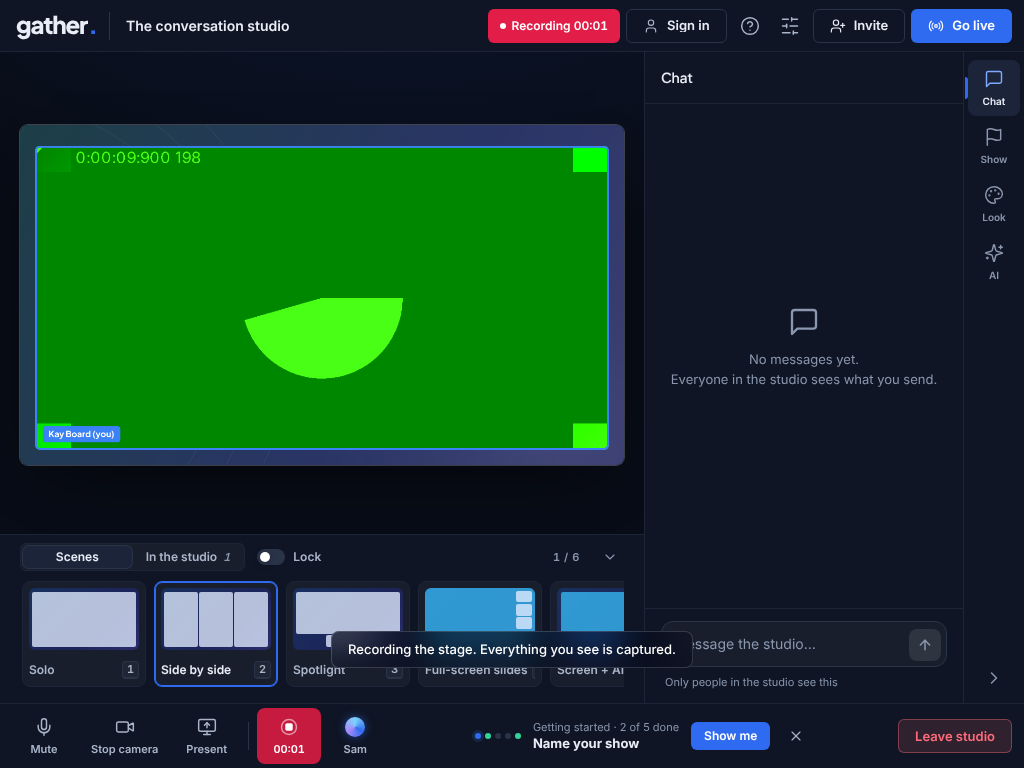 gather.
The conversation studio
Recording 00:01
Sign in
Invite
Go live
0:00:09:900 198
Kay Board (you)
Chat
No messages yet.
Everyone in the studio sees what you send.
Chat
Show
Look
AI
Scenes
In the studio 1
Lock
1 / 6
Solo 1
Side by side 2
Spotlight 3
Full-screen slides
Screen + AI
Recording the stage. Everything you see is captured.
essage the studio...
Only people in the studio see this
Mute
Stop camera
Present
00:01
Sam
Getting started · 2 of 5 done
Name your show
Show me
Leave studio